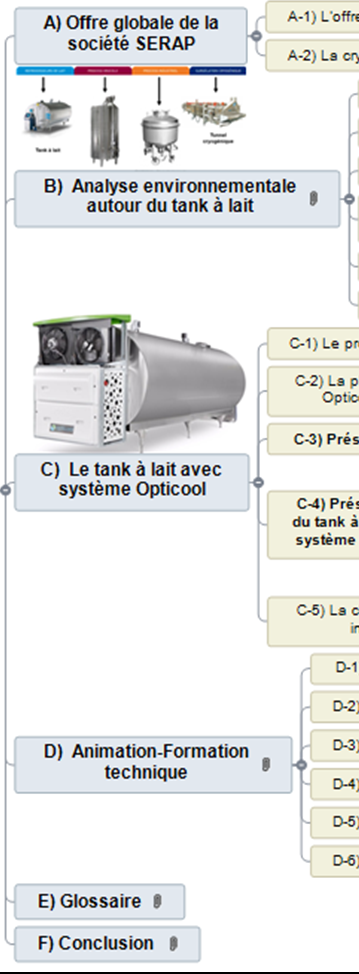 A) Offre globale de la
société SERAP
A-1) L'offre
A-2) La cry
Tank à lait
Tunnel
cryogénique
B) Analyse environnementale
autour du tank à lait
C-1) Le pr
C-2) La p
Optico
C-3) Prés
C) Le tank à lait avec
système Opticool
C-4) Prés
du tank à
système
C-5) La c
in
D-1
D-2)
D-3)
D) Animation-Formation
technique
D-4)
D-5)
D-6)
E) Glossaire
F) Conclusion